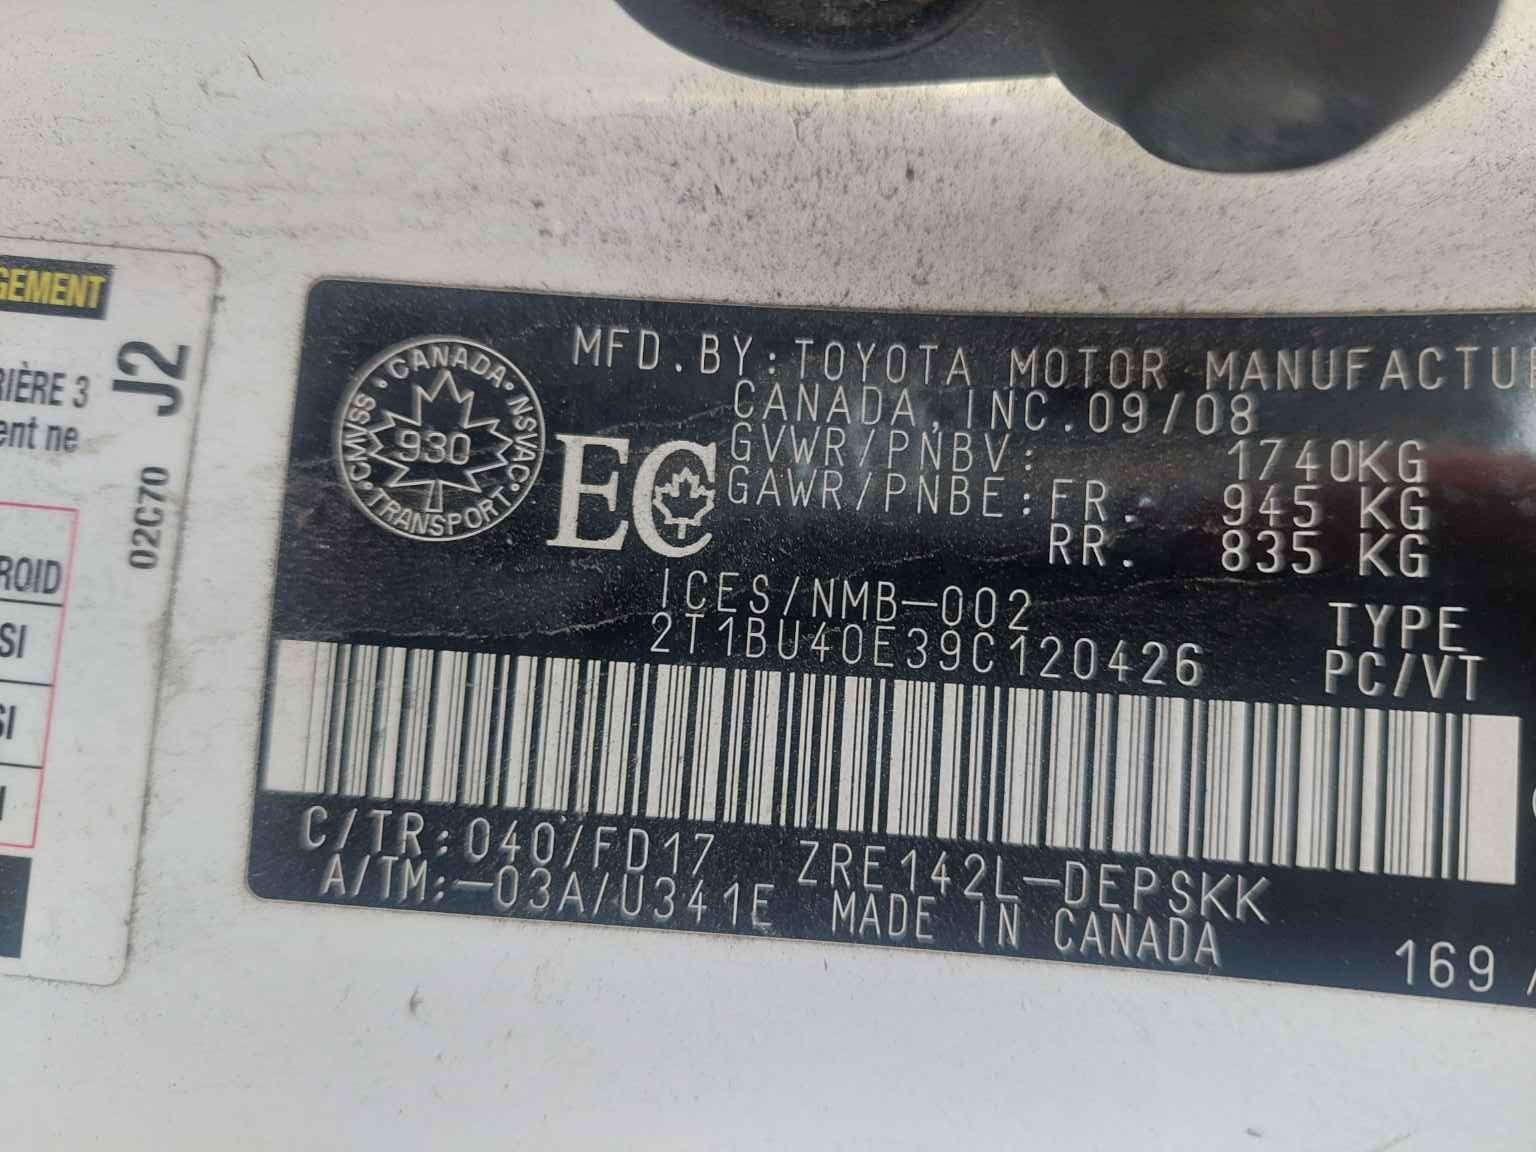 GEMENT
RIÈRE 3
ent ne
J2
02C70
ROID
SI
SI
I
CANADA
CMVSS
NSVAC
930
TRANSPORT
EC
MFD.BY:TOYOTA MOTOR MANUFACTU
CANADA,INC.09/08
GVWR/PNBV: 1740KG
GAWR/PNBE:FR. 945 KG
RR. 835 KG
ICES/NMB-002
2T1BU40E39C120426
TYPE
PC/VT
C/TR:040/FD17 ZRE142L-DEPSKK
A/TM:-03A/U341E MADE IN CANADA
169 /